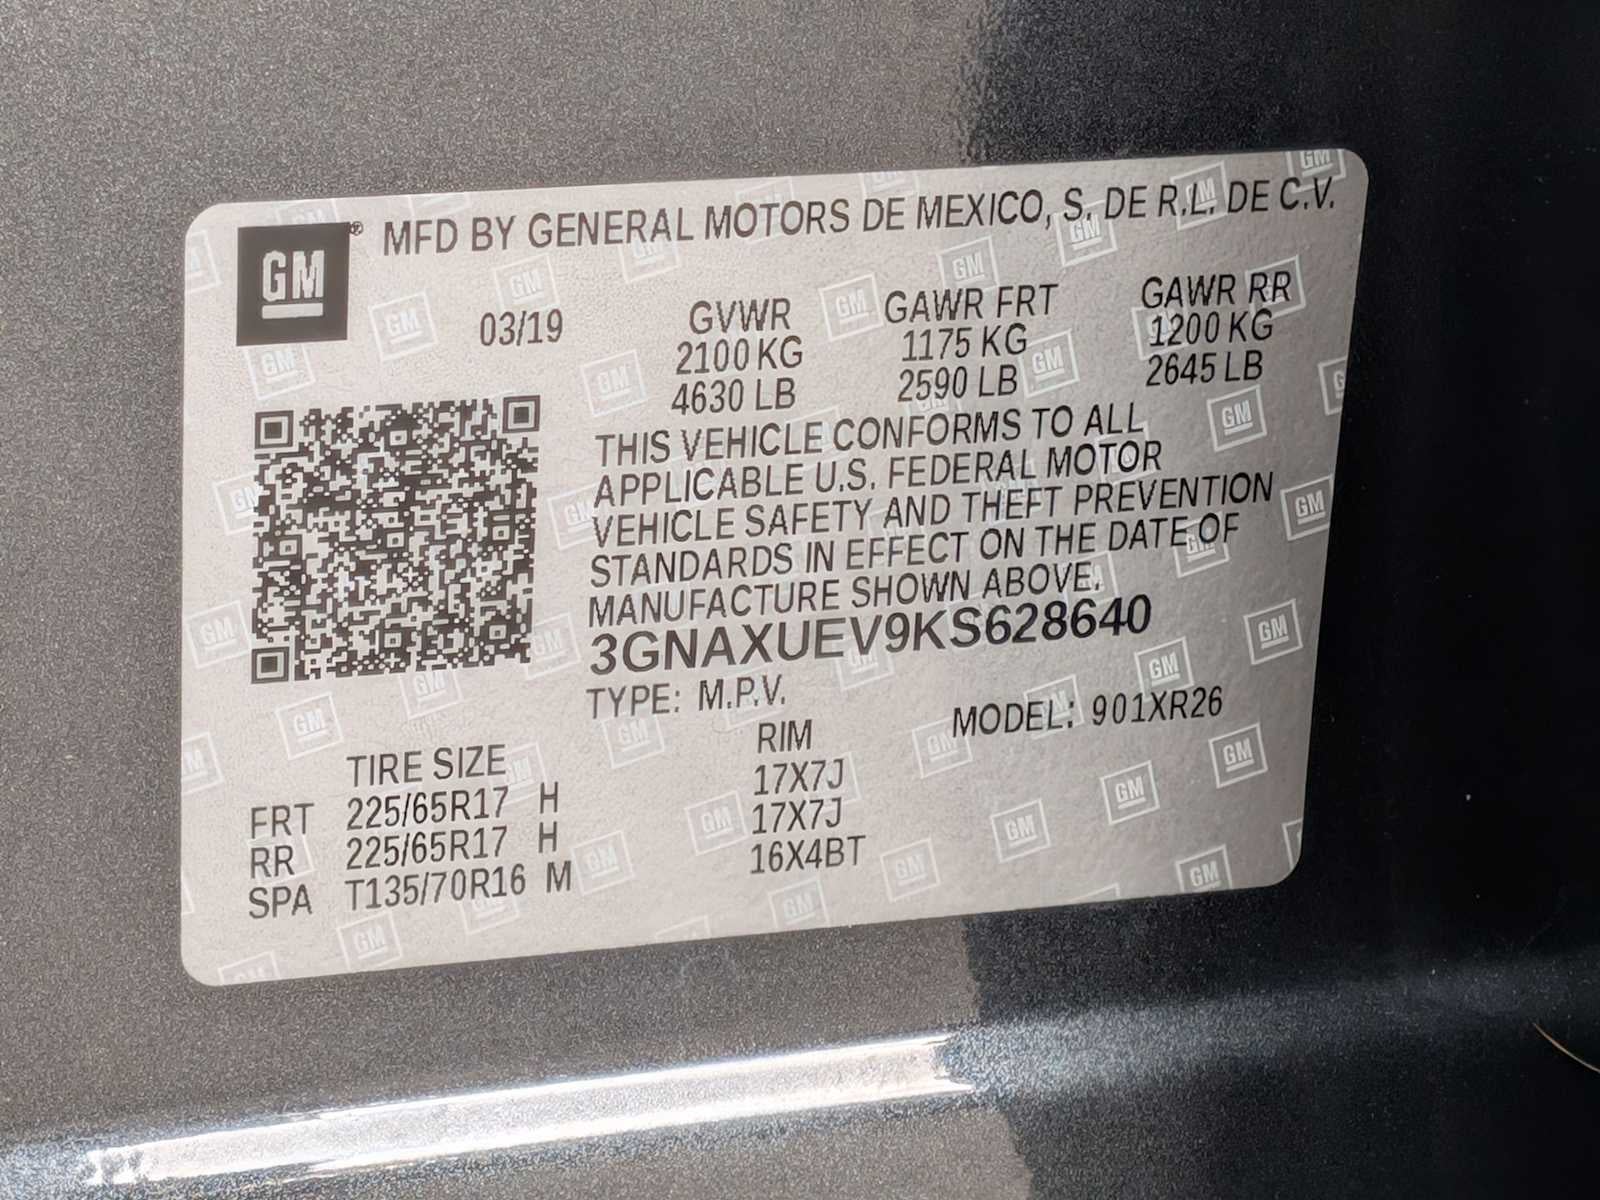 GM® MFD BY GENERAL MOTORS DE MEXICO, S. DE R.L. DE C.V.
03/19 GVWR GAWR FRT GAWR RR
2100 KG 1175 KG 1200 KG
4630 LB 2590 LB 2645 LB
THIS VEHICLE CONFORMS TO ALL
APPLICABLE U.S. FEDERAL MOTOR
VEHICLE SAFETY AND THEFT PREVENTION
STANDARDS IN EFFECT ON THE DATE OF
MANUFACTURE SHOWN ABOVE.
3GNAXUEV9KS628640
TYPE: M.P.V. MODEL: 901XR26
TIRE SIZE RIM
FRT 225/65R17 H 17X7J
RR 225/65R17 H 17X7J
SPA T135/70R16 M 16X4BT